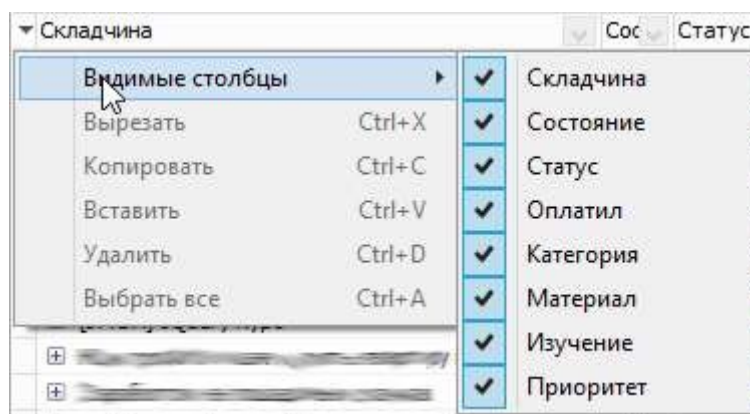 Складчина Сос Статус
Видимые столбцы
Вырезать Ctrl+X
Копировать Ctrl+C
Вставить Ctrl+V
Удалить Ctrl+D
Выбрать все Ctrl+A
Складчина
Состояние
Статус
Оплатил
Категория
Материал
Изучение
Приоритет